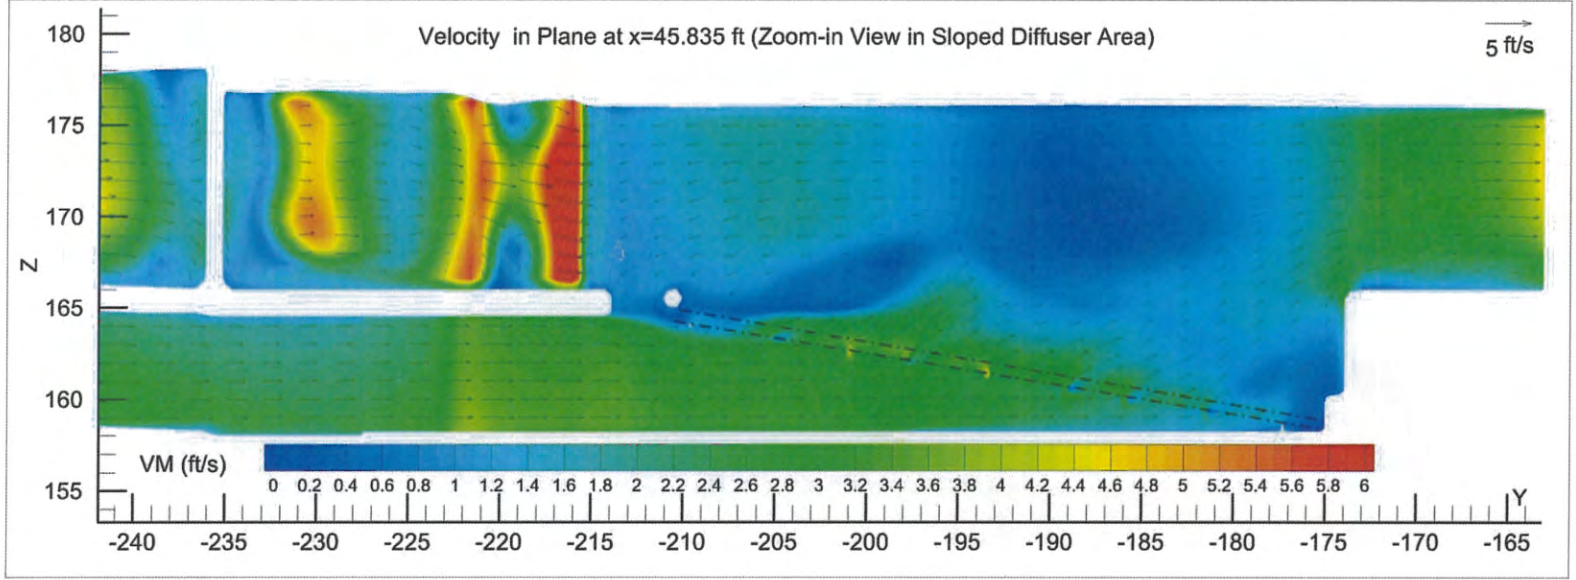 Velocity in Plane at x=45.835 ft (Zoom-in View in Sloped Diffuser Area)
5 ft/s
180
175
170
165
160
155
Z
VM (ft/s)
0 0.2 0.4 0.6 0.8 1 1.2 1.4 1.6 1.8 2 2.2 2.4 2.6 2.8 3 3.2 3.4 3.6 3.8 4 4.2 4.4 4.6 4.8 5 5.2 5.4 5.6 5.8 6
Y
-240 -235 -230 -225 -220 -215 -210 -205 -200 -195 -190 -185 -180 -175 -170 -165